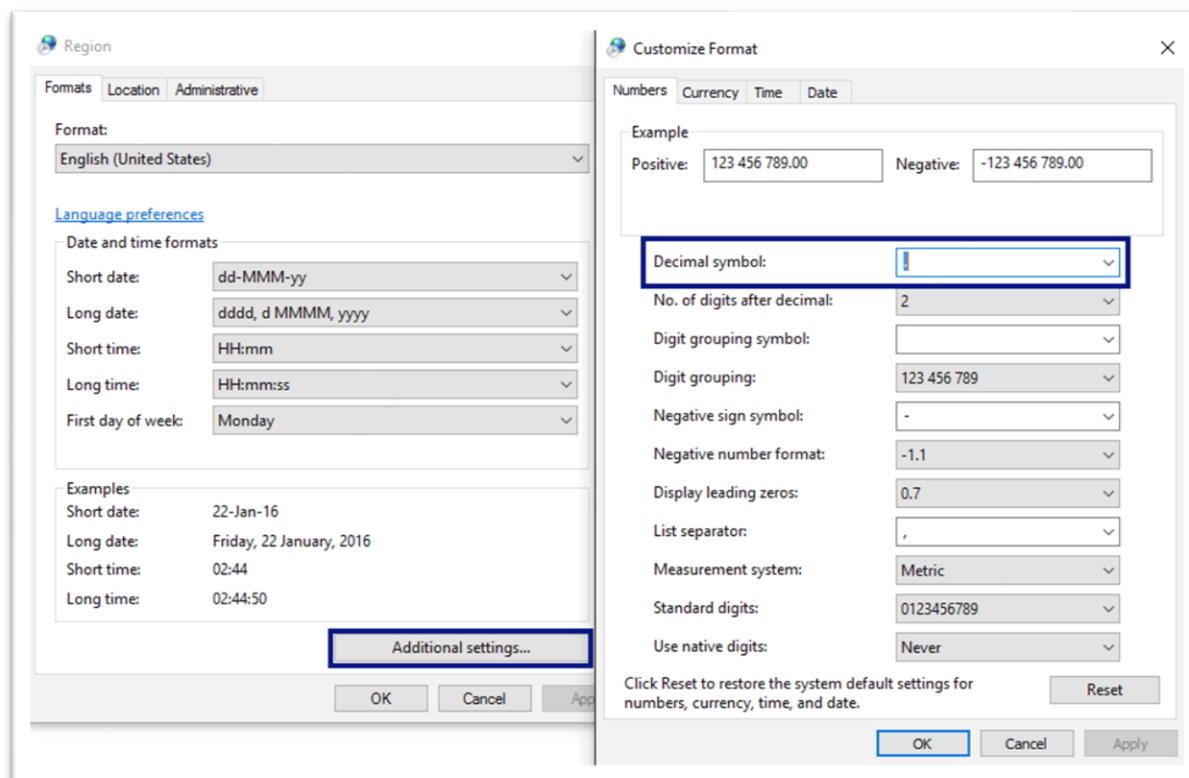 Region
Formats Location Administrative
Format:
English (United States)
Language preferences
Date and time formats
Short date: dd-MMM-yy
Long date: dddd, d MMMM, yyyy
Short time: HH:mm
Long time: HH:mm:ss
First day of week: Monday
Examples
Short date: 22-Jan-16
Long date: Friday, 22 January, 2016
Short time: 02:44
Long time: 02:44:50
Additional settings...
OK Cancel App
Customize Format
Numbers Currency Time Date
Example
Positive: 123 456 789.00 Negative: -123 456 789.00
Decimal symbol: .
No. of digits after decimal: 2
Digit grouping symbol:
Digit grouping: 123 456 789
Negative sign symbol: -
Negative number format: -1.1
Display leading zeros: 0.7
List separator: ,
Measurement system: Metric
Standard digits: 0123456789
Use native digits: Never
Click Reset to restore the system default settings for
numbers, currency, time, and date.
Reset
OK Cancel Apply